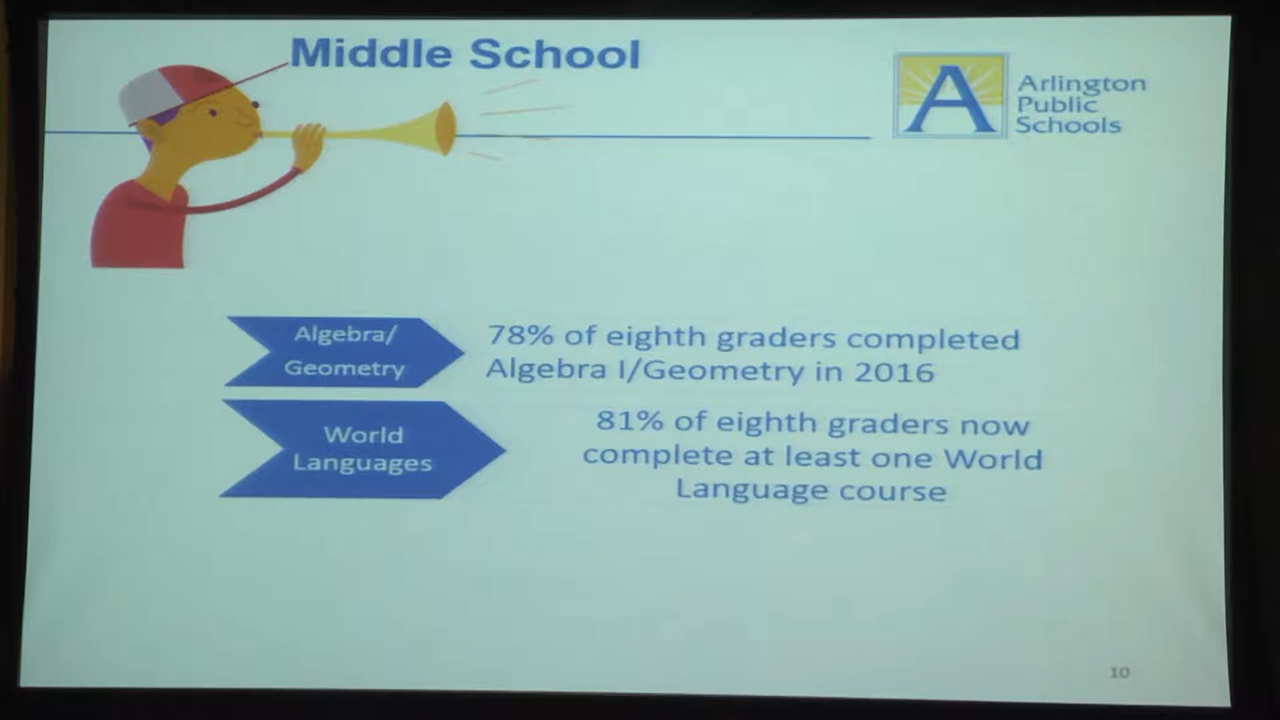 Middle School
A
Arlington
Public
Schools
Algebra/
Geometry
78% of eighth graders completed
Algebra I/Geometry in 2016
World
Languages
81% of eighth graders now
complete at least one World
Language course
10